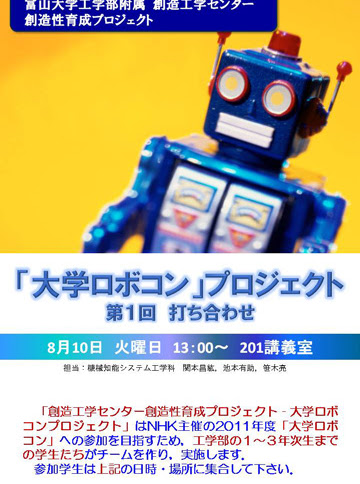 富山大学工学部附属 創造工学センター
創造性育成プロジェクト
「大学ロボコン」プロジェクト
第1回 打ち合わせ
8月10日 火曜日 13:00～ 201講義室
担当:機械知能システム工学科 関本昌紘，池本有助，笹木亮
「創造工学センター創造性育成プロジェクト‐大学ロボ
コンプロジェクト」はNHK主催の2011年度「大学ロボ
コン」への参加を目指すため，工学部の１～３年次生まで
の学生たちがチームを作り，実施します．
参加学生は上記の日時・場所に集合して下さい．